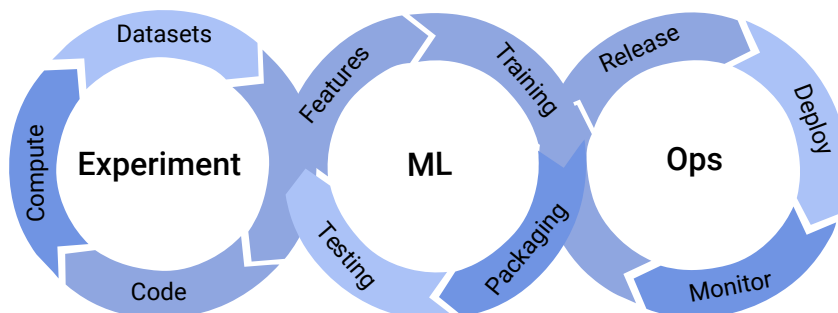 Datasets
Features
Training
Release
Compute
Experiment
ML
Ops
Deploy
Code
Testing
Packaging
Monitor